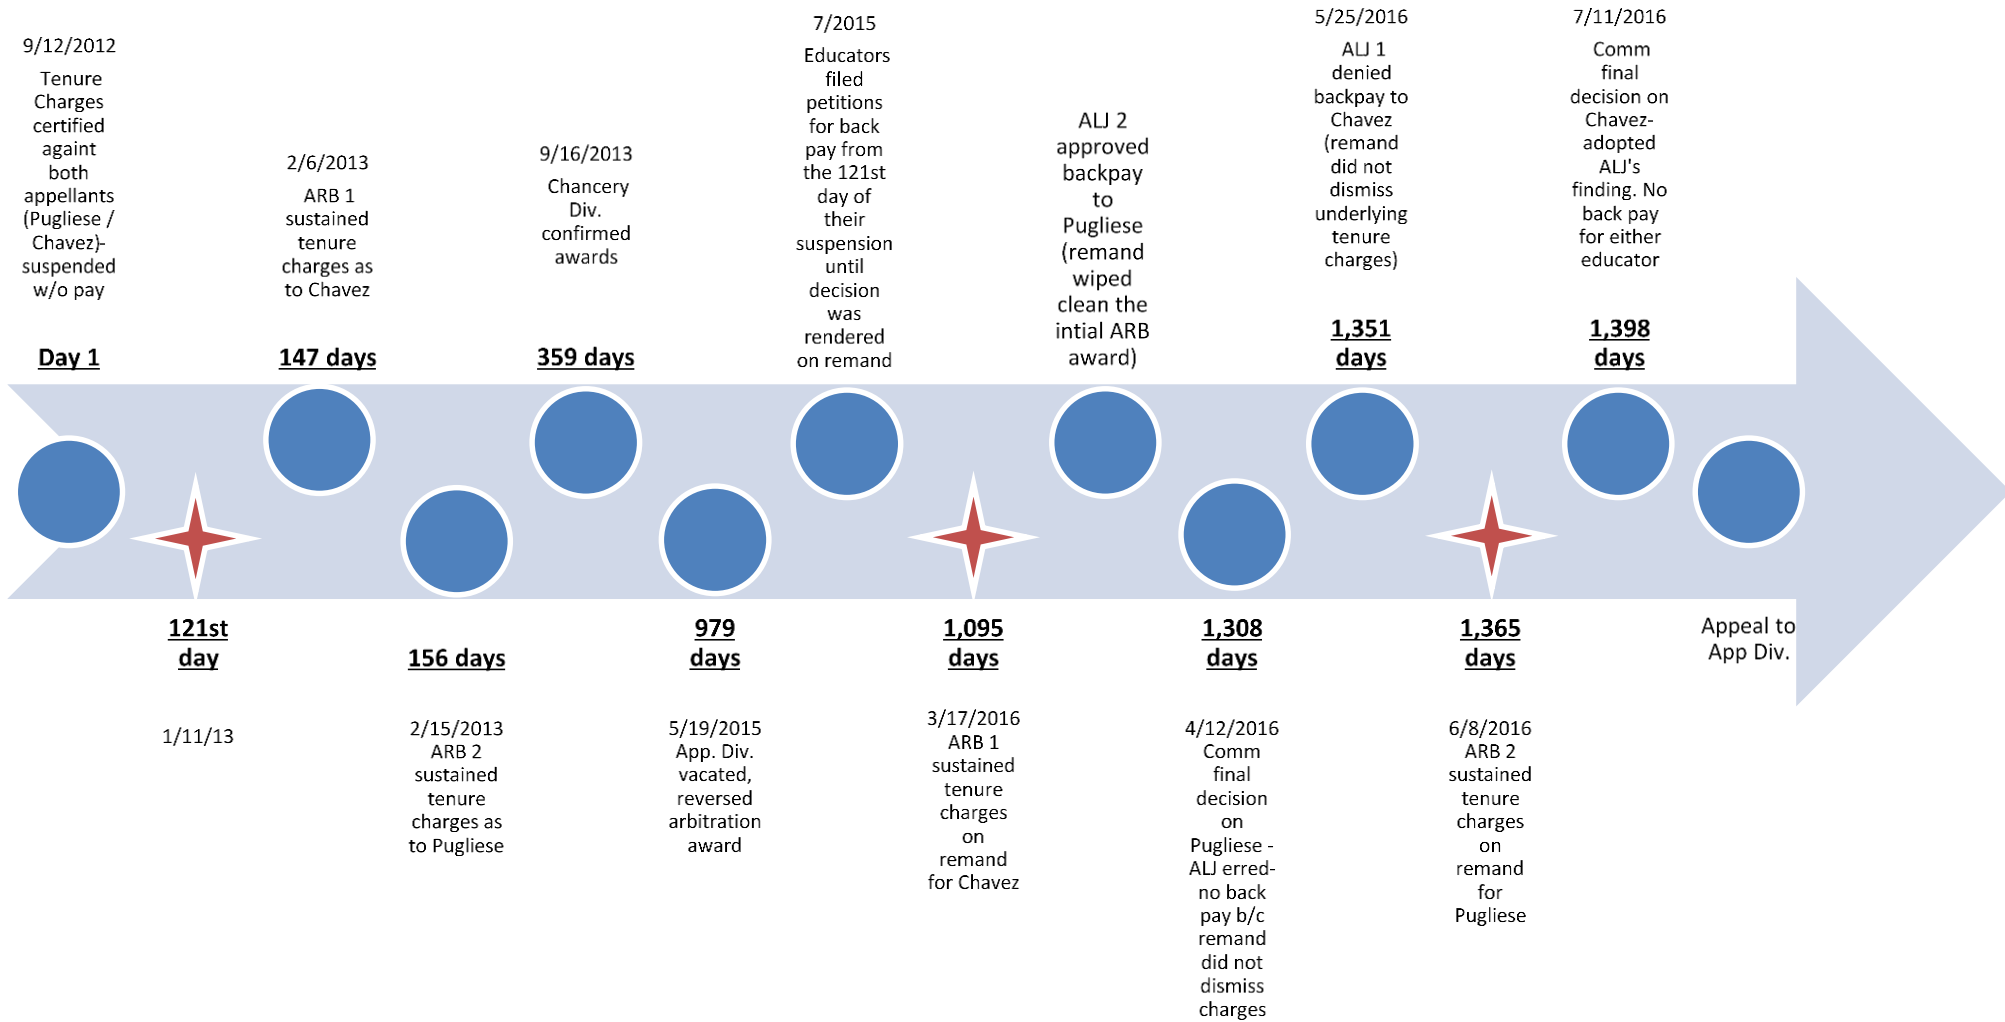 9/12/2012
Tenure
Charges
certified
againt
both
appellants
(Pugliese /
Chavez)-
suspended
w/o pay
Day 1
121st
day
1/11/13
2/6/2013
ARB 1
sustained
tenure
charges as
to Chavez
147 days
156 days
2/15/2013
ARB 2
sustained
tenure
charges as
to Pugliese
9/16/2013
Chancery
Div.
confirmed
awards
359 days
979
days
5/19/2015
App. Div.
vacated,
reversed
arbitration
award
7/2015
Educators
filed
petitions
for back
pay from
the 121st
day of
their
suspension
until
decision
was
rendered
on remand
1,095
days
3/17/2016
ARB 1
sustained
tenure
charges
on
remand
for Chavez
ALJ 2
approved
backpay
to
Pugliese
(remand
wiped
clean the
intial ARB
award)
1,308
days
4/12/2016
Comm
final
decision
on
Pugliese -
ALJ erred-
no back
pay b/c
remand
did not
dismiss
charges
5/25/2016
ALJ 1
denied
backpay to
Chavez
(remand
did not
dismiss
underlying
tenure
charges)
1,351
days
1,365
days
6/8/2016
ARB 2
sustained
tenure
charges
on
remand
for
Pugliese
7/11/2016
Comm
final
decision on
Chavez-
adopted
ALJ's
finding. No
back pay
for either
educator
1,398
days
Appeal to
App Div.